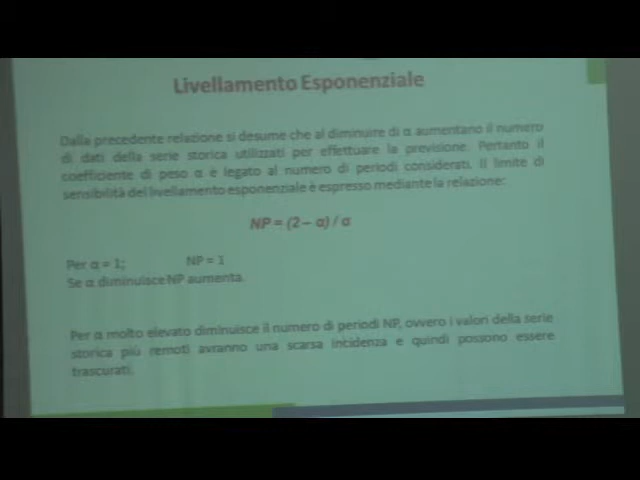 Livellamento Esponenziale
Dalla precedente relazione si desume che al diminuire di α aumentano il numero
di dati della serie storica utilizzati per effettuare la previsione. Pertanto il
coefficiente di peso α è legato al numero di periodi considerati. Il limite di
sensibilità del livellamento esponenziale è espresso mediante la relazione:
NP = (2 – α) / α
Per α = 1; NP = 1
Se α diminuisce NP aumenta.
Per α molto elevato diminuisce il numero di periodi NP, ovvero i valori della serie
storica più remoti avranno una scarsa incidenza e quindi possono essere
trascurati.